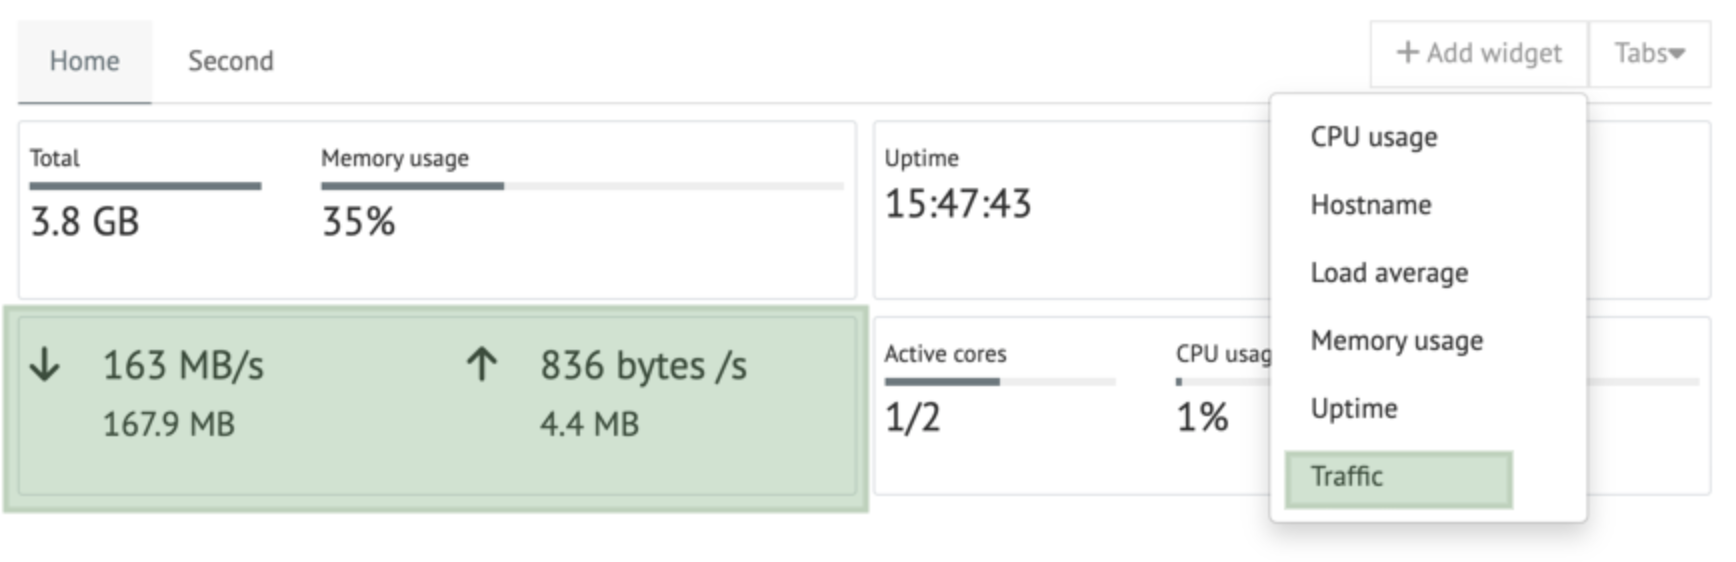 Home Second + Add widget Tabs
Total Memory usage
3.8 GB 35%
Uptime
15:47:43
163 MB/s 836 bytes /s
167.9 MB 4.4 MB
Active cores CPU usag
1/2 1%
CPU usage
Hostname
Load average
Memory usage
Uptime
Traffic